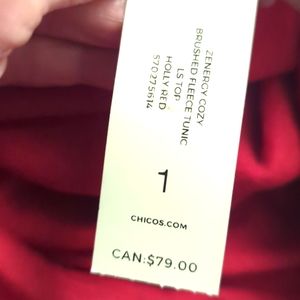 ZENERGY COZY
BRUSHED FLEECE TUNIC
LS TOP
HOLLY RED
570275614
1
CHICOS.COM
CAN:$79.00